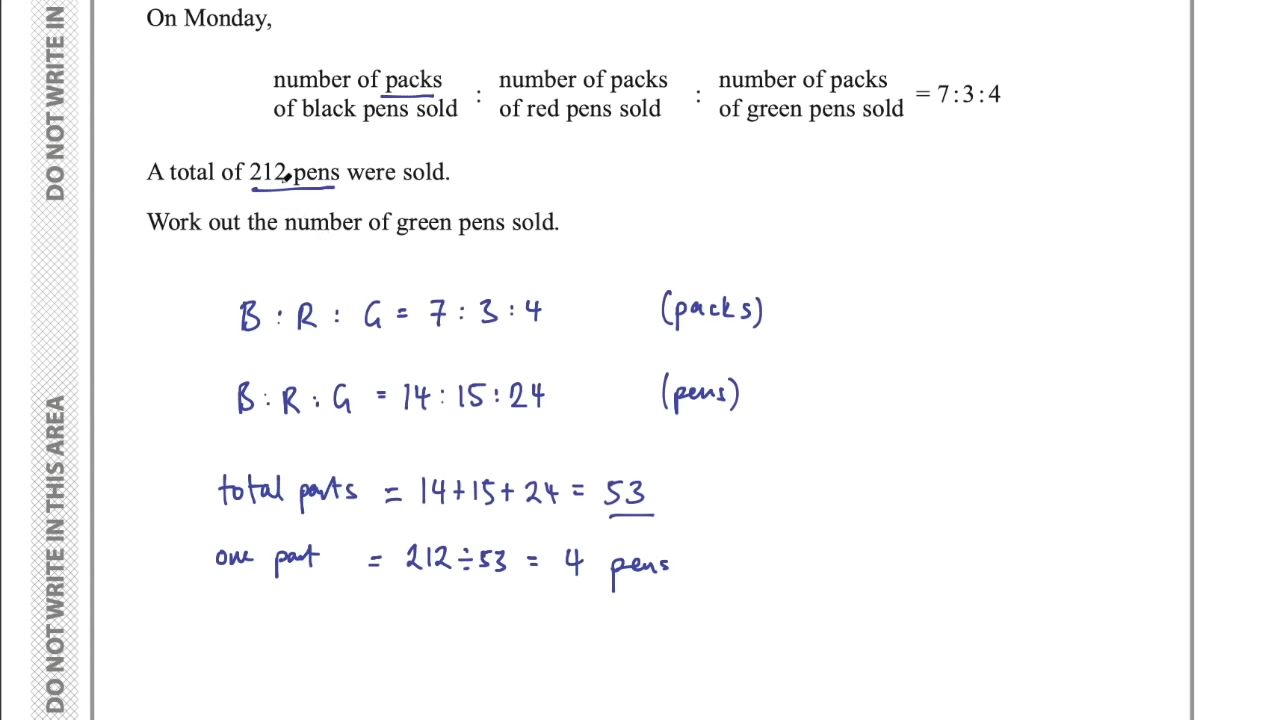 DO NOT WRITE IN
DO NOT WRITE IN THIS AREA
On Monday,
number of packs of black pens sold : number of packs of red pens sold : number of packs of green pens sold = 7 : 3 : 4
A total of 212 pens were sold.
Work out the number of green pens sold.
B : R : G = 7 : 3 : 4 (packs)
B : R : G = 14 : 15 : 24 (pens)
total parts = 14 + 15 + 24 = 53
one part = 212 ÷ 53 = 4 pens